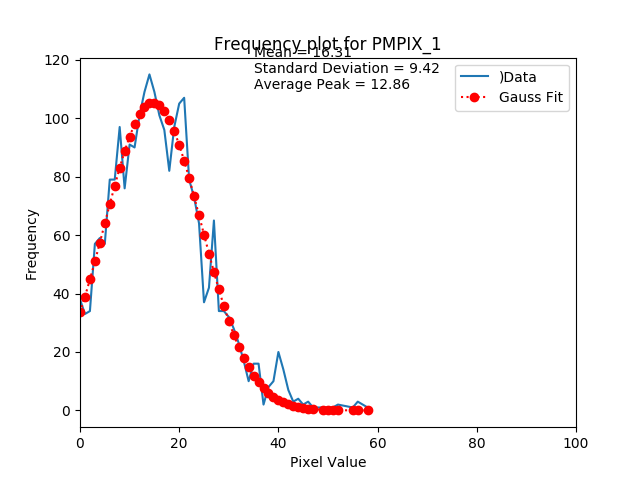 Frequency plot for PMPIX_1
Mean = 16.31
Standard Deviation = 9.42
Average Peak = 12.86
)Data
Gauss Fit
120
100
80
60
40
20
0
Frequency
0 20 40 60 80 100
Pixel Value